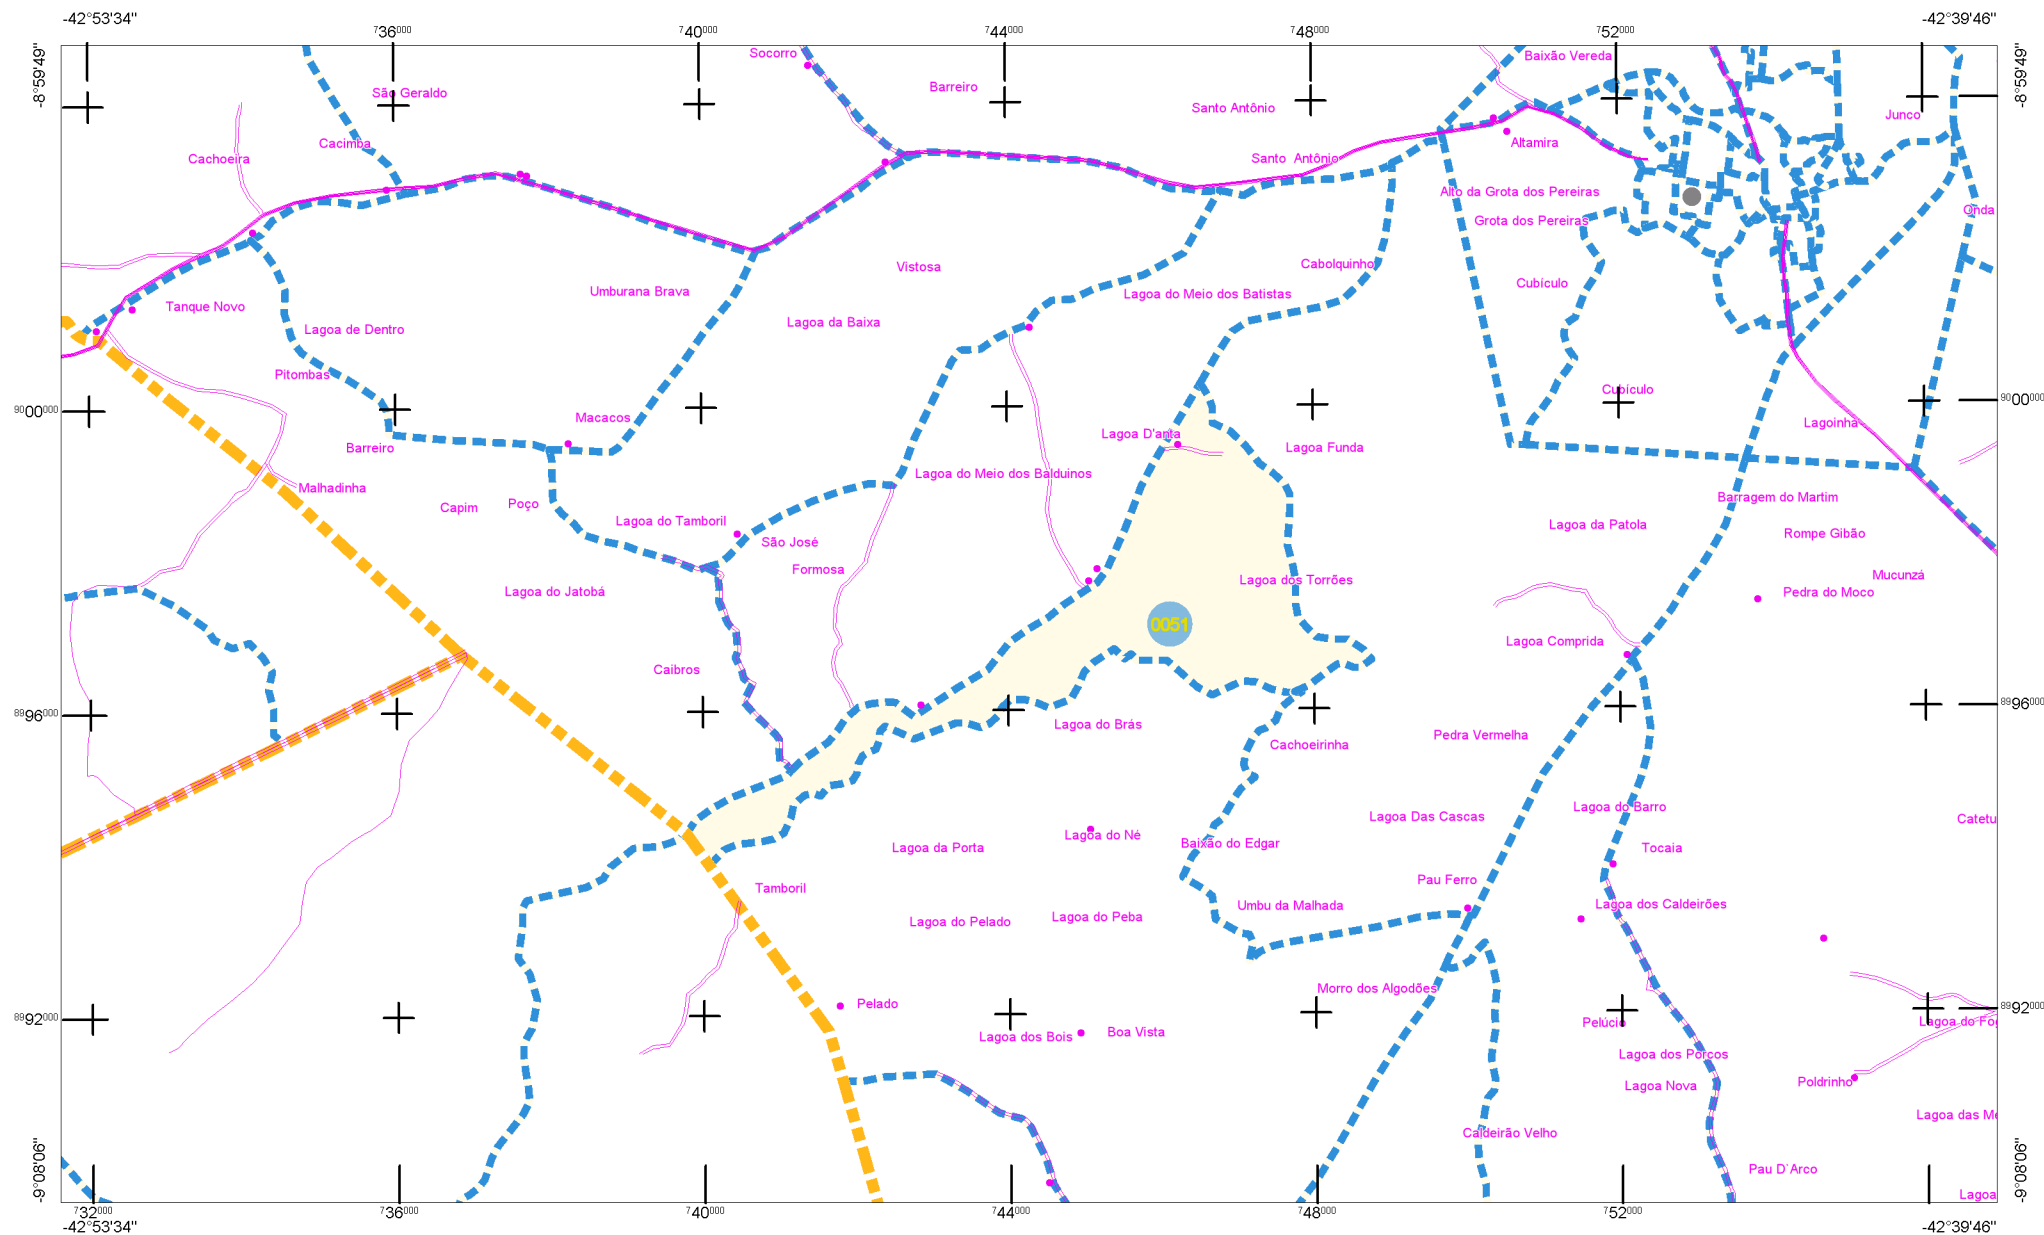 -42°53'34"
-42°39'46"
736000
740000
744000
748000
752000
-8°59'49"
-8°59'49"
Socorro
Baixão Vereda
São Geraldo
Barreiro
Santo Antônio
Junco
Cacimba
Altamira
Cachoeira
Santo Antônio
Alto da Grota dos Pereiras
Onda
Grota dos Pereiras
Vistosa
Cabolquinho
Umburana Brava
Lagoa do Meio dos Batistas
Cubículo
Tanque Novo
Lagoa de Dentro
Lagoa da Baixa
Pitombas
Cubículo
9000000
9000000
Macacos
Lagoinha
Lagoa D'anta
Barreiro
Lagoa Funda
Lagoa do Meio dos Balduinos
Malhadinha
Barragem do Martim
Capim
Poço
Lagoa do Tamboril
Lagoa da Patola
São José
Rompe Gibão
Formosa
Mucunzá
Lagoa dos Torrões
Lagoa do Jatobá
Pedra do Moco
0051
Lagoa Comprida
Caibros
8996000
8996000
Lagoa do Brás
Pedra Vermelha
Cachoeirinha
Lagoa do Barro
Lagoa Das Cascas
Catetu
Lagoa do Né
Baixão do Edgar
Lagoa da Porta
Tocaia
Pau Ferro
Tamboril
Umbu da Malhada
Lagoa dos Caldeirões
Lagoa do Peba
Lagoa do Pelado
Morro dos Algodões
Pelado
8992000
8992000
Pelúcio
Lagoa do Fog
Lagoa dos Bois
Boa Vista
Lagoa dos Porcos
Poldrinho
Lagoa Nova
Lagoa das Me
Caldeirão Velho
Pau D`Arco
Lagoa
-9°08'06"
-9°08'06"
732000
736000
740000
744000
748000
752000
-42°53'34"
-42°39'46"